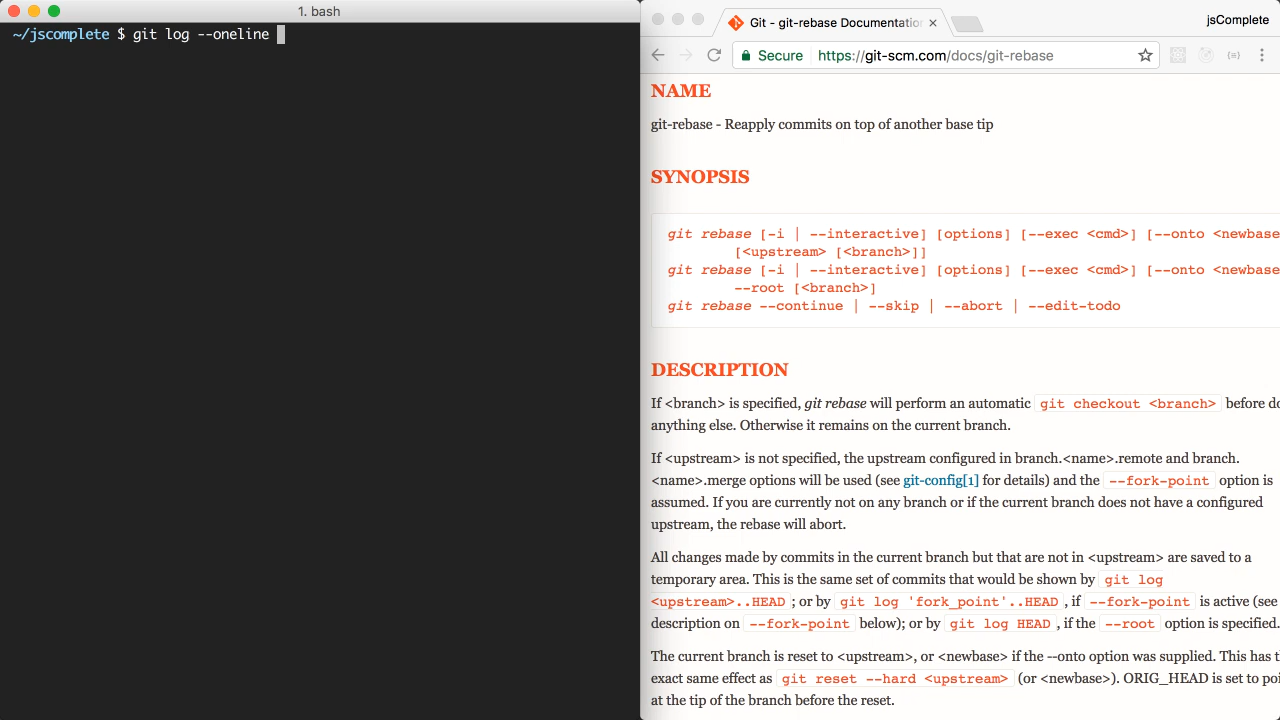 1. bash
~/jscomplete $ git log --oneline
Git - git-rebase Documentation
jsComplete
Secure
https://git-scm.com/docs/git-rebase
NAME
git-rebase - Reapply commits on top of another base tip
SYNOPSIS
git rebase [-i | --interactive] [options] [--exec <cmd>] [--onto <newbase
[<upstream> [<branch>]]
git rebase [-i | --interactive] [options] [--exec <cmd>] [--onto <newbase
--root [<branch>]
git rebase --continue | --skip | --abort | --edit-todo
DESCRIPTION
If <branch> is specified, git rebase will perform an automatic git checkout <branch> before do
anything else. Otherwise it remains on the current branch.
If <upstream> is not specified, the upstream configured in branch.<name>.remote and branch.
<name>.merge options will be used (see git-config[1] for details) and the --fork-point option is
assumed. If you are currently not on any branch or if the current branch does not have a configured
upstream, the rebase will abort.
All changes made by commits in the current branch but that are not in <upstream> are saved to a
temporary area. This is the same set of commits that would be shown by git log
<upstream>..HEAD ; or by git log 'fork_point'..HEAD , if --fork-point is active (see
description on --fork-point below); or by git log HEAD , if the --root option is specified.
The current branch is reset to <upstream>, or <newbase> if the --onto option was supplied. This has t
exact same effect as git reset --hard <upstream> (or <newbase>). ORIG_HEAD is set to poi
at the tip of the branch before the reset.